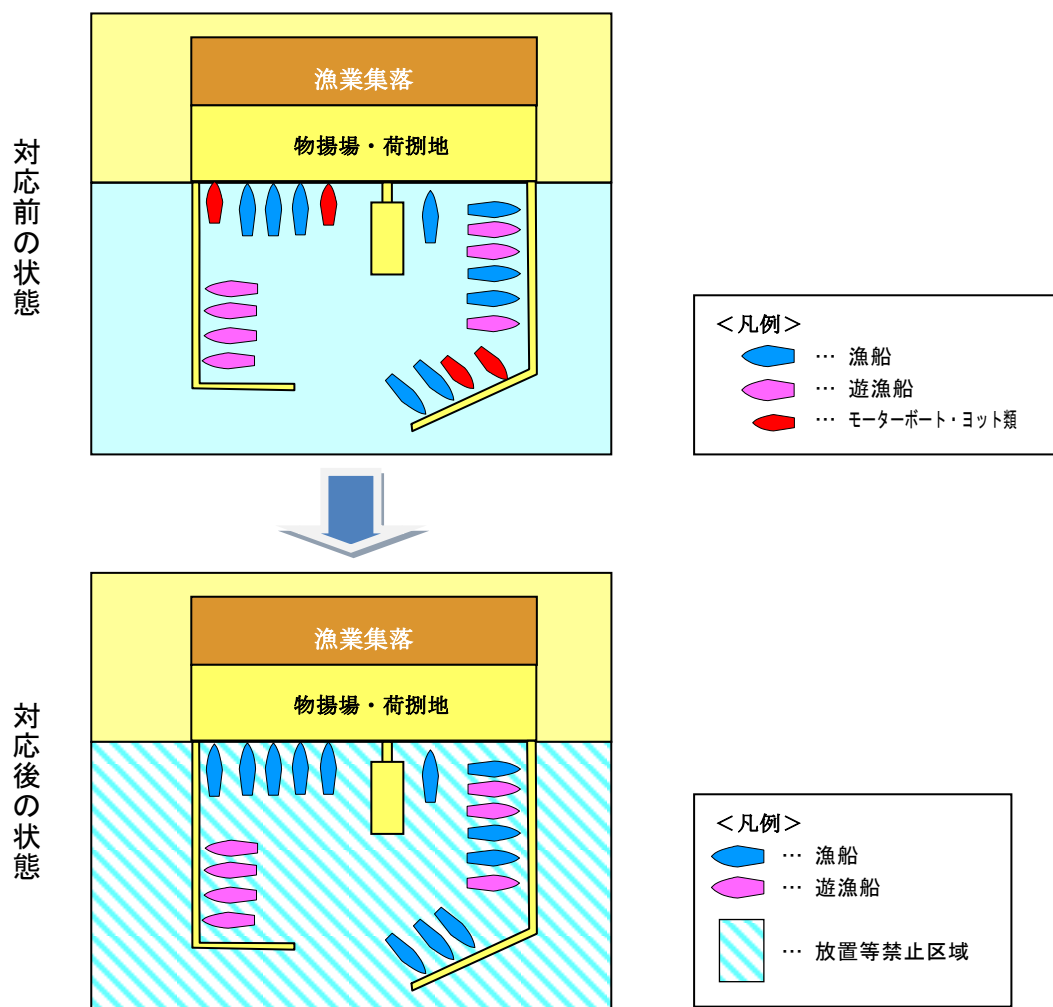 対応前の状態
漁業集落
物揚場・荷捌地
＜凡例＞
… 漁船
… 遊漁船
… モーターボート・ヨット類
対応後の状態
漁業集落
物揚場・荷捌地
＜凡例＞
… 漁船
… 遊漁船
… 放置等禁止区域